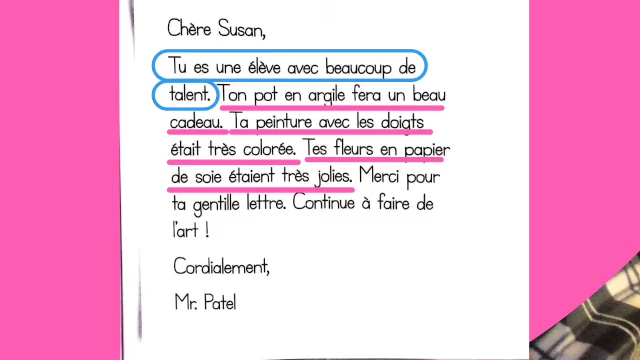 Chère Susan,
Tu es une élève avec beaucoup de
talent. Ton pot en argile fera un beau
cadeau. Ta peinture avec les doigts
était très colorée. Tes fleurs en papier
de soie étaient très jolies. Merci pour
ta gentille lettre. Continue à faire de
l'art !
Cordialement,
Mr. Patel